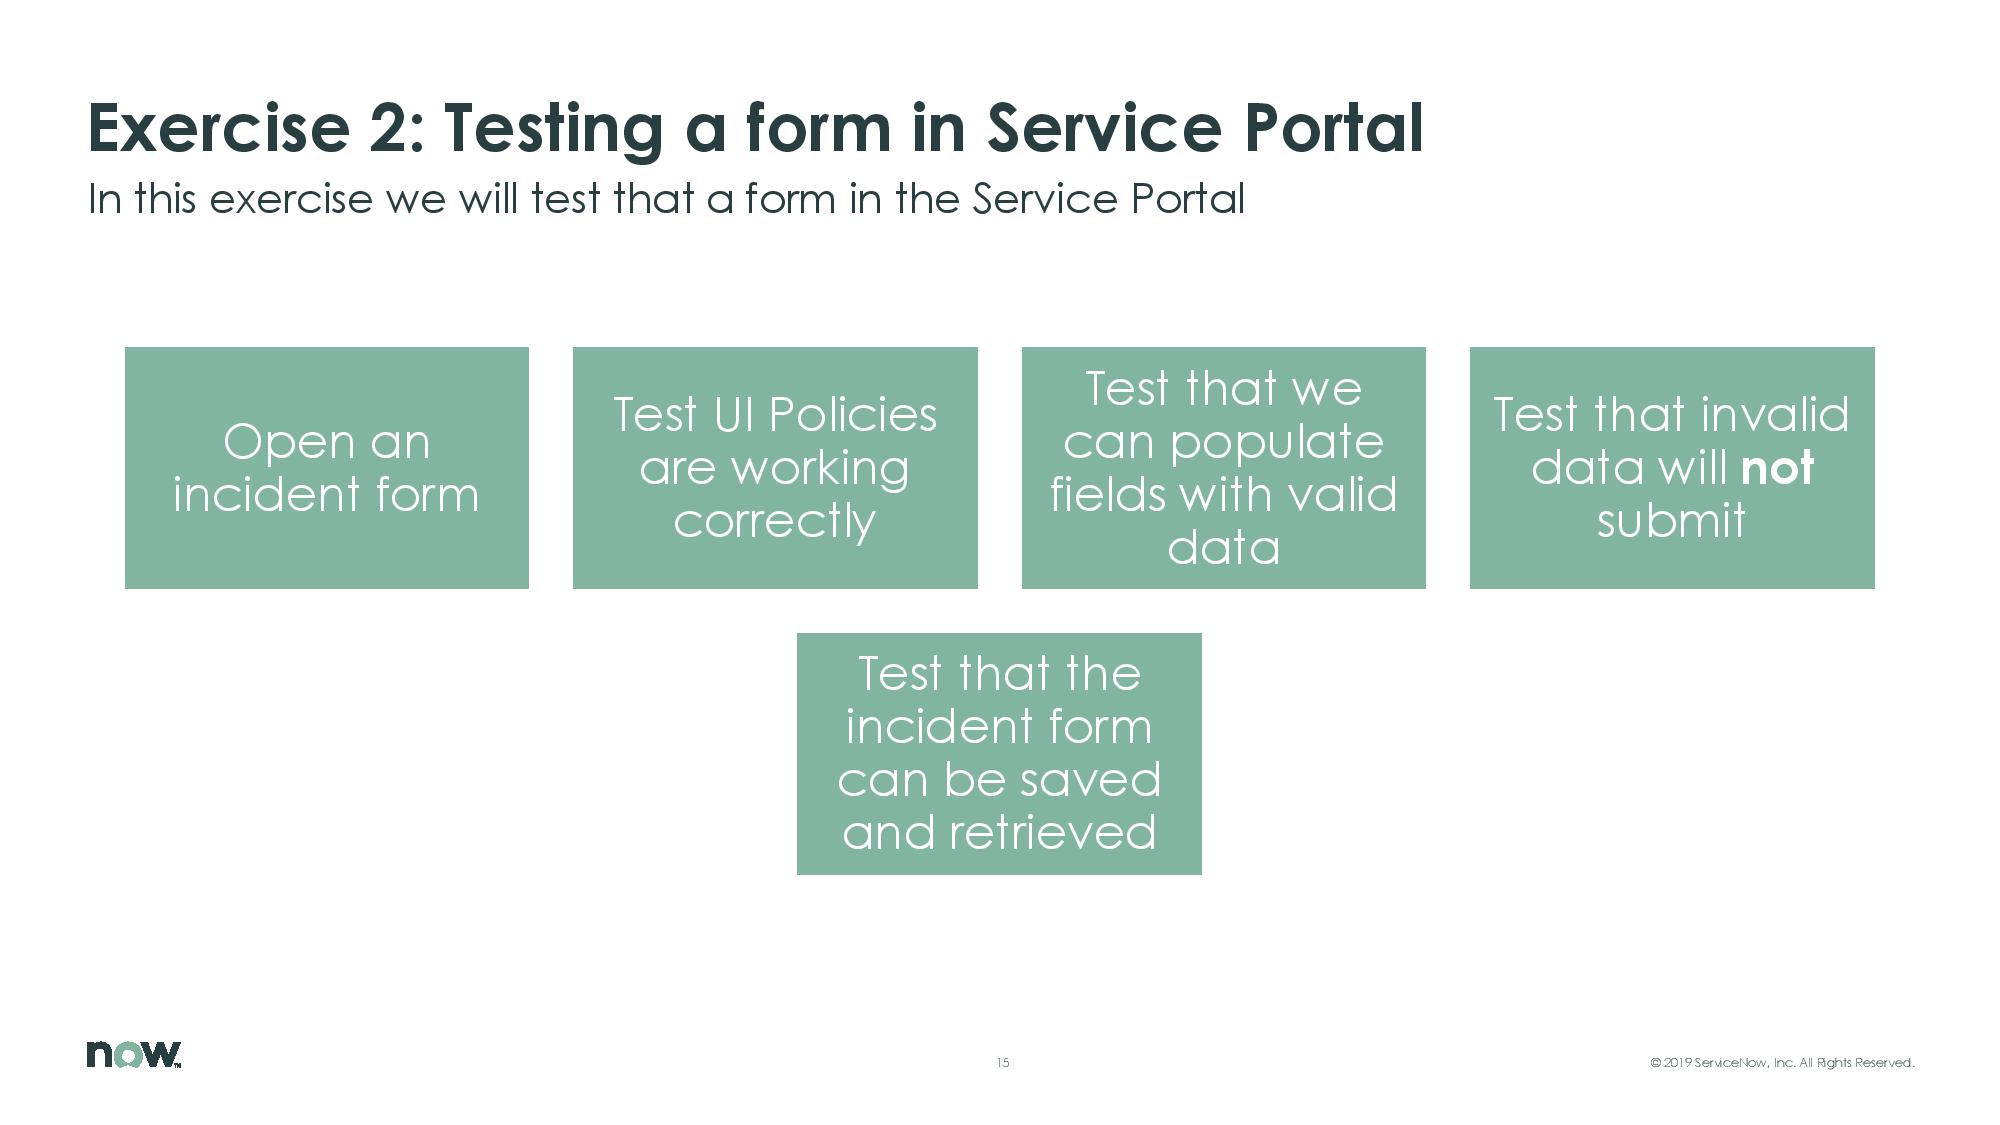 Exercise 2: Testing a form in Service Portal
In this exercise we will test that a form in the Service Portal
Open an
incident form
Test UI Policies
are working
correctly
Test that we
can populate
fields with valid
data
Test that invalid
data will not
submit
Test that the
incident form
can be saved
and retrieved
now™
15
© 2019 ServiceNow, Inc. All Rights Reserved.